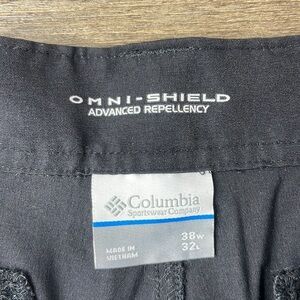 OMNI-SHIELD
ADVANCED REPELLENCY
Columbia
Sportswear Company
38W
32L
MADE IN
VIETNAM